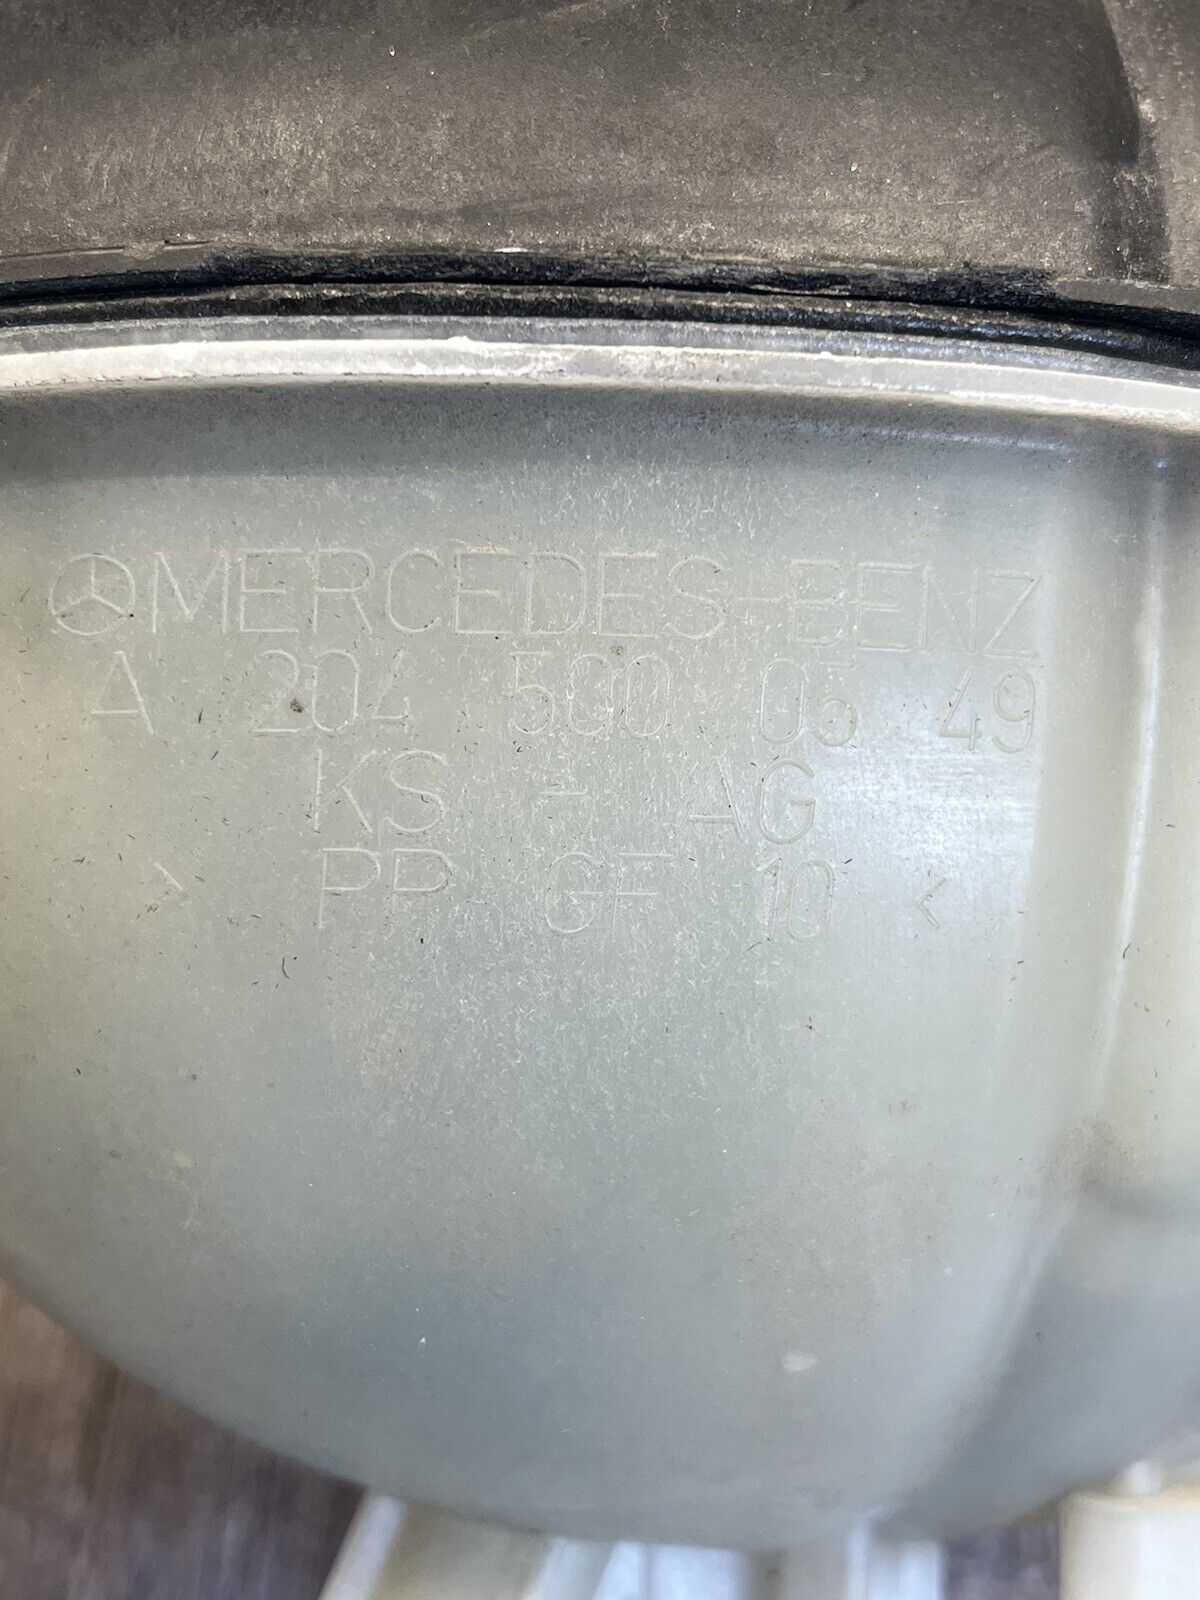 MERCEDES-BENZ
A 204 500 05 49
KS - AG
> PP GF 10 <